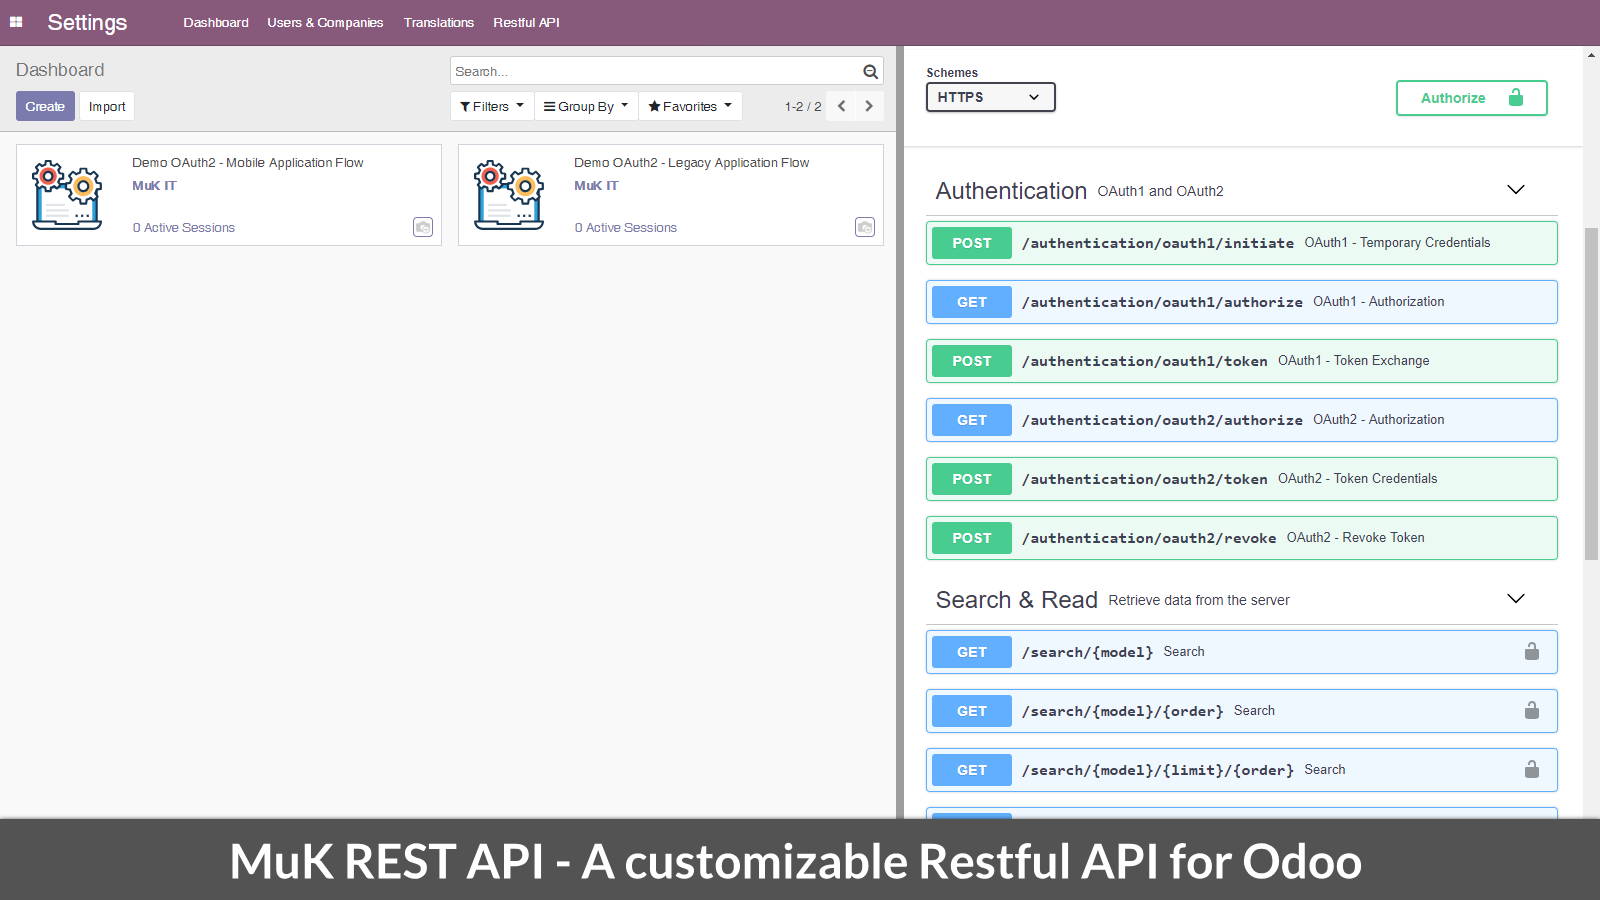 Settings
Dashboard
Users & Companies
Translations
Restful API
Dashboard
Search...
Create
Import
Filters
Group By
Favorites
1-2 / 2
Demo OAuth2 - Mobile Application Flow
MuK IT
0 Active Sessions
Demo OAuth2 - Legacy Application Flow
MuK IT
0 Active Sessions
Schemes
HTTPS
Authorize
Authentication OAuth1 and OAuth2
POST /authentication/oauth1/initiate OAuth1 - Temporary Credentials
GET /authentication/oauth1/authorize OAuth1 - Authorization
POST /authentication/oauth1/token OAuth1 - Token Exchange
GET /authentication/oauth2/authorize OAuth2 - Authorization
POST /authentication/oauth2/token OAuth2 - Token Credentials
POST /authentication/oauth2/revoke OAuth2 - Revoke Token
Search & Read Retrieve data from the server
GET /search/{model} Search
GET /search/{model}/{order} Search
GET /search/{model}/{limit}/{order} Search
MuK REST API - A customizable Restful API for Odoo